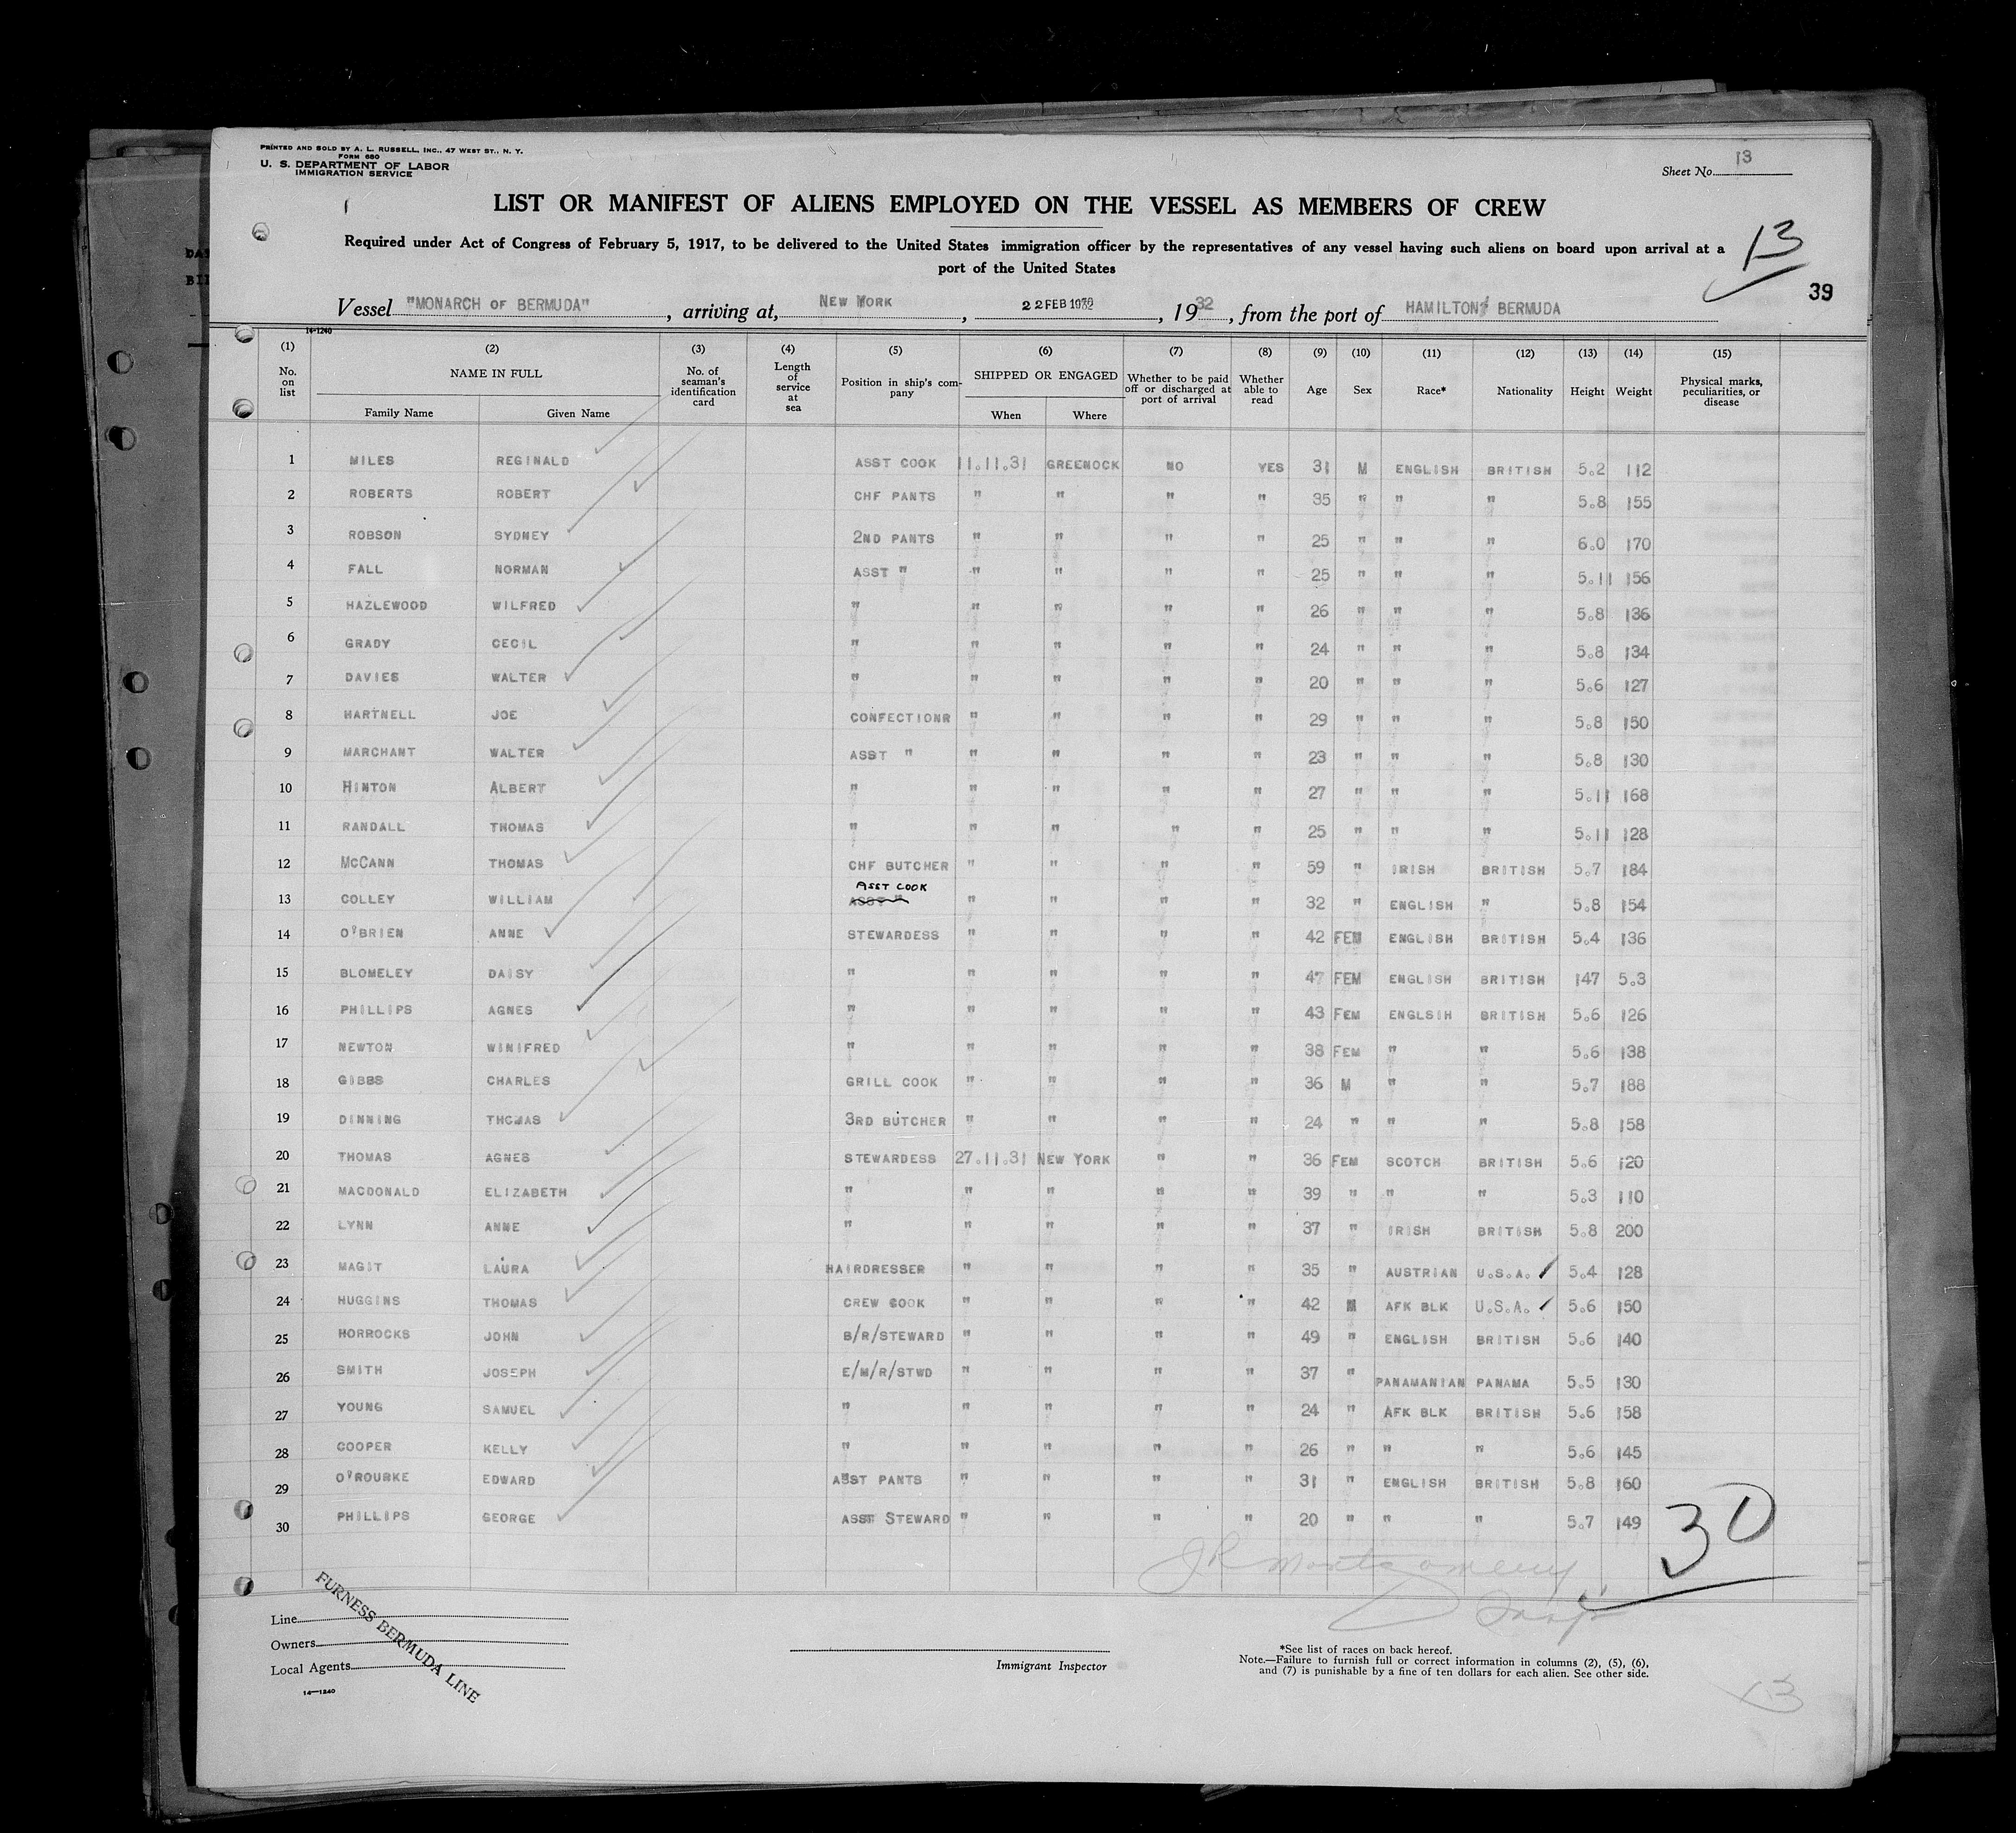 PRINTED AND SOLD BY A. L. RUSSELL, INC., 47 WEST ST., N. Y.
FORM 680
U. S. DEPARTMENT OF LABOR
IMMIGRATION SERVICE
Sheet No. 13
LIST OR MANIFEST OF ALIENS EMPLOYED ON THE VESSEL AS MEMBERS OF CREW
Required under Act of Congress of February 5, 1917, to be delivered to the United States immigration officer by the representatives of any vessel having such aliens on board upon arrival at a
port of the United States
13
39
Vessel "MONARCH OF BERMUDA", arriving at, NEW YORK, 22 FEB 1932, 1932, from the port of HAMILTON, BERMUDA
14-1240
(1) (2) (3) (4) (5) (6) (7) (8) (9) (10) (11) (12) (13) (14) (15)
No. on list NAME IN FULL Family Name Given Name No. of seaman's identification card Length of service at sea Position in ship's company SHIPPED OR ENGAGED When Where Whether to be paid off or discharged at port of arrival Whether able to read Age Sex Race* Nationality Height Weight Physical marks, peculiarities, or disease
1 MILES REGINALD ASST COOK 11.11.31 GREENOCK NO YES 31 M ENGLISH BRITISH 5.2 112
2 ROBERTS ROBERT CHF PANTS " " " " 35 " " " 5.8 155
3 ROBSON SYDNEY 2ND PANTS " " " " 25 " " " 6.0 170
4 FALL NORMAN ASST " " " " " 25 " " " 5.11 156
5 HAZLEWOOD WILFRED " " " " " 26 " " " 5.8 136
6 GRADY CECIL " " " " " 24 " " " 5.8 134
7 DAVIES WALTER " " " " " 20 " " " 5.6 127
8 HARTNELL JOE CONFECTIONR " " " " 29 " " " 5.8 150
9 MARCHANT WALTER ASST " " " " " 23 " " " 5.8 130
10 HINTON ALBERT " " " " " 27 " " " 5.11 168
11 RANDALL THOMAS " " " " " 25 " " " 5.11 128
12 MCCANN THOMAS CHF BUTCHER " " " " 59 " IRISH BRITISH 5.7 184
13 COLLEY WILLIAM ASST COOK ASST " " " " " 32 " ENGLISH " 5.8 154
14 O'BRIEN ANNE STEWARDESS " " " " 42 FEM ENGLISH BRITISH 5.4 136
15 BLOMELEY DAISY " " " " " 47 FEM ENGLISH BRITISH 147 5.3
16 PHILLIPS AGNES " " " " " 43 FEM ENGLSIH BRITISH 5.6 126
17 NEWTON WINIFRED " " " " " 38 FEM " " 5.6 138
18 GIBBS CHARLES GRILL COOK " " " " 36 M " " 5.7 188
19 DINNING THOMAS 3RD BUTCHER " " " " 24 " " " 5.8 158
20 THOMAS AGNES STEWARDESS 27.11.31 NEW YORK " " 36 FEM SCOTCH BRITISH 5.6 120
21 MACDONALD ELIZABETH " " " " " 39 " " " 5.3 110
22 LYNN ANNE " " " " " 37 " IRISH BRITISH 5.8 200
23 MAGIT LAURA HAIRDRESSER " " " " 35 " AUSTRIAN U.S.A. 5.4 128
24 HUGGINS THOMAS CREW COOK " " " " 42 M AFK BLK U.S.A. 5.6 150
25 HORROCKS JOHN B/R/STEWARD " " " " 49 " ENGLISH BRITISH 5.6 140
26 SMITH JOSEPH E/M/R/STWD " " " " 37 " PANAMANIAN PANAMA 5.5 130
27 YOUNG SAMUEL " " " " " 24 " AFK BLK BRITISH 5.6 158
28 COOPER KELLY " " " " " 26 " " " 5.6 145
29 O'ROURKE EDWARD ASST PANTS " " " " 31 " ENGLISH BRITISH 5.8 160
30 PHILLIPS GEORGE ASST STEWARD " " " " 20 " " " 5.7 149
30
JR Montgomery
Insp
Line
Owners
Local Agents
FURNESS BERMUDA LINE
14—1240
Immigrant Inspector
*See list of races on back hereof.
Note.—Failure to furnish full or correct information in columns (2), (5), (6),
and (7) is punishable by a fine of ten dollars for each alien. See other side.
13